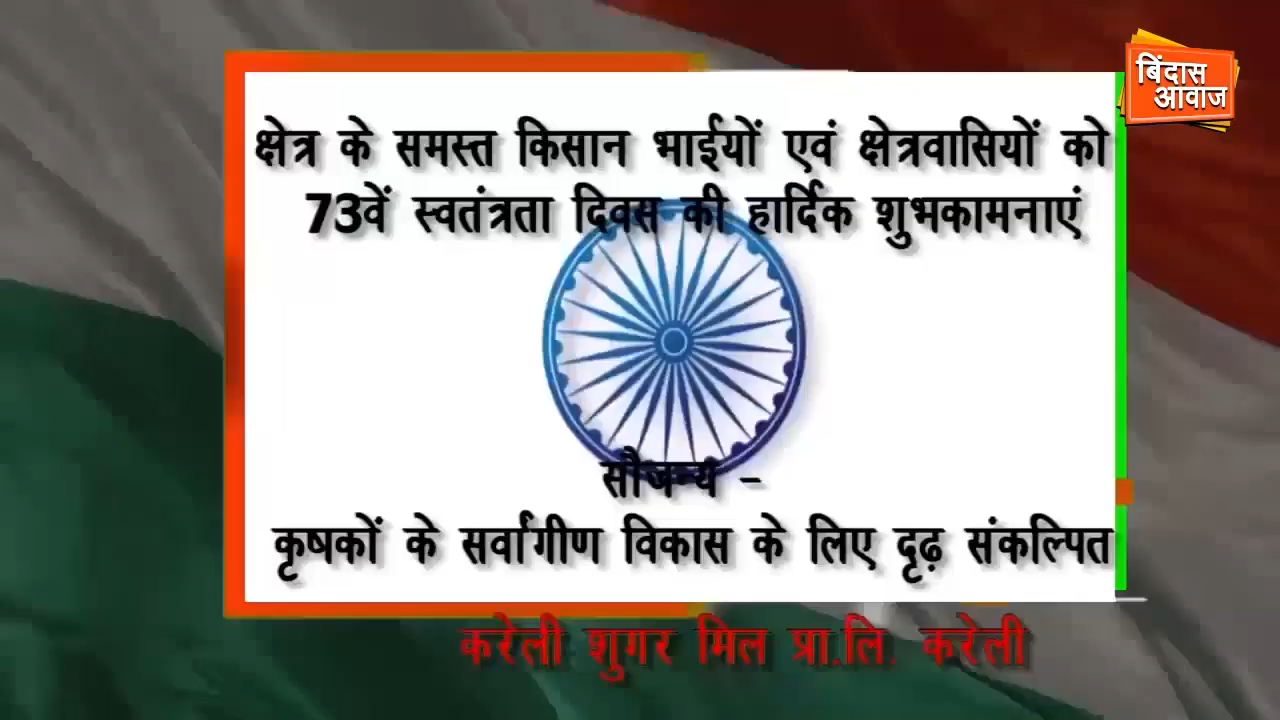 बिंदास
आवाज
क्षेत्र के समस्त किसान भाईयों एवं क्षेत्रवासियों को
73वें स्वतंत्रता दिवस की हार्दिक शुभकामनाएं
सौजन्य –
कृषकों के सर्वांगीण विकास के लिए दृढ़ संकल्पित
करेली शुगर मिल प्रा.लि. करेली